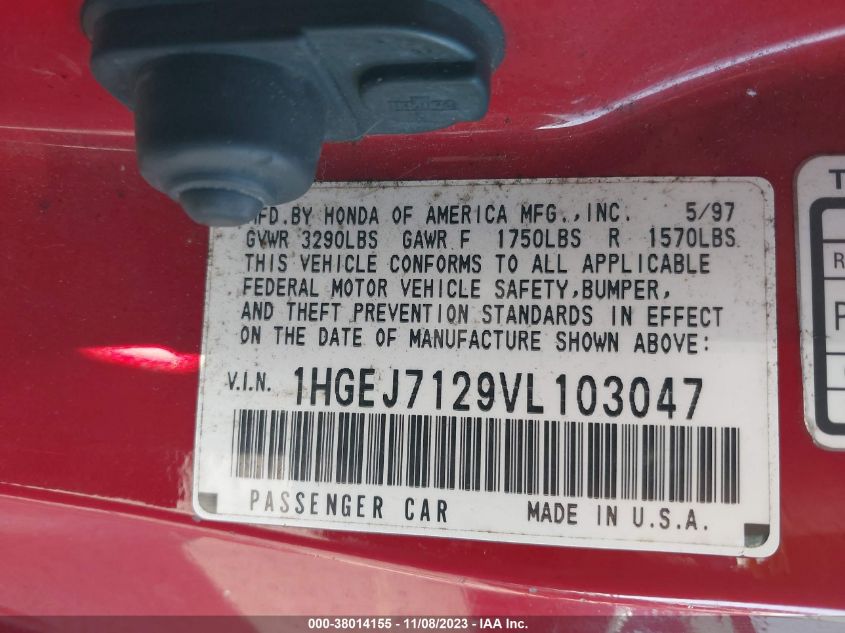 MFD.BY HONDA OF AMERICA MFG.,INC. 5/97
GVWR 3290LBS GAWR F 1750LBS R 1570LBS
THIS VEHICLE CONFORMS TO ALL APPLICABLE
FEDERAL MOTOR VEHICLE SAFETY,BUMPER,
AND THEFT PREVENTION STANDARDS IN EFFECT
ON THE DATE OF MANUFACTURE SHOWN ABOVE:
V.I.N. 1HGEJ7129VL103047
PASSENGER CAR MADE IN U.S.A.
000-38014155 - 11/08/2023 - IAA Inc.